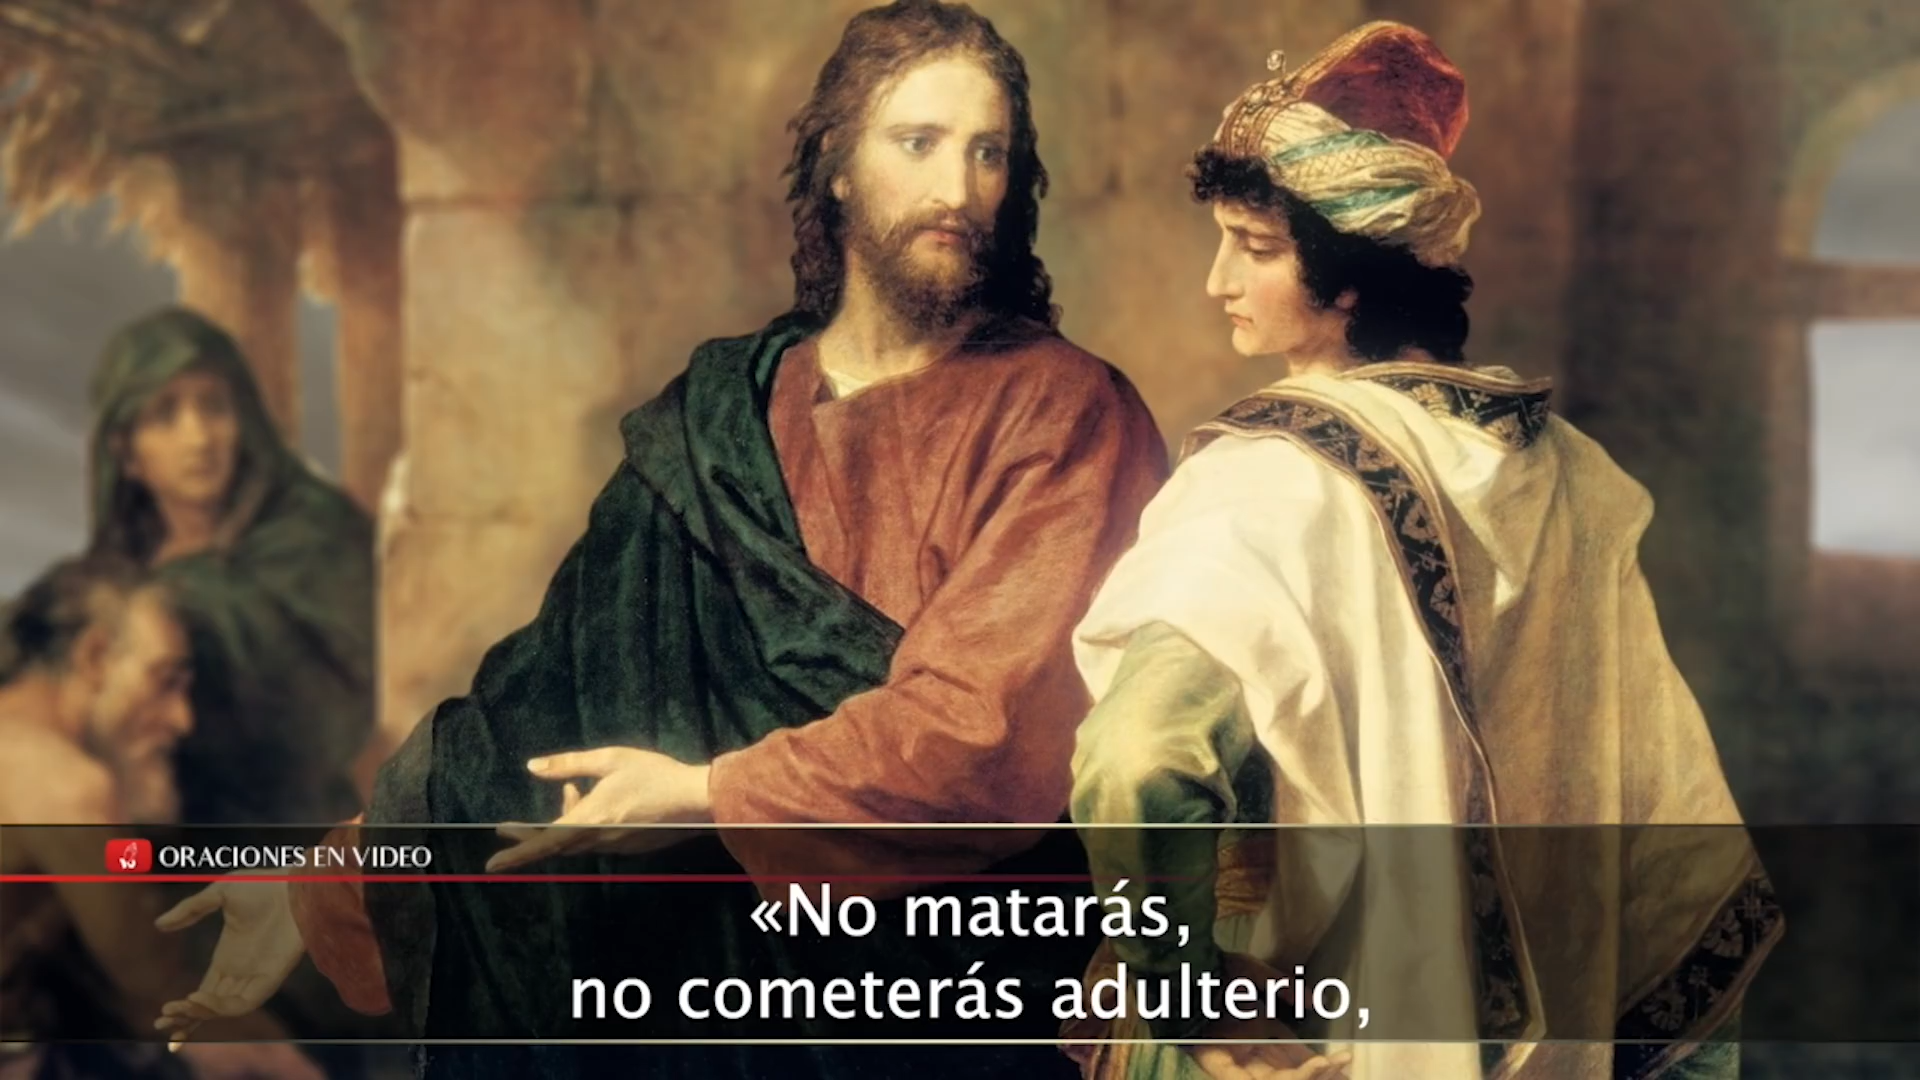 ORACIONES EN VIDEO
«No matarás,
no cometerás adulterio,